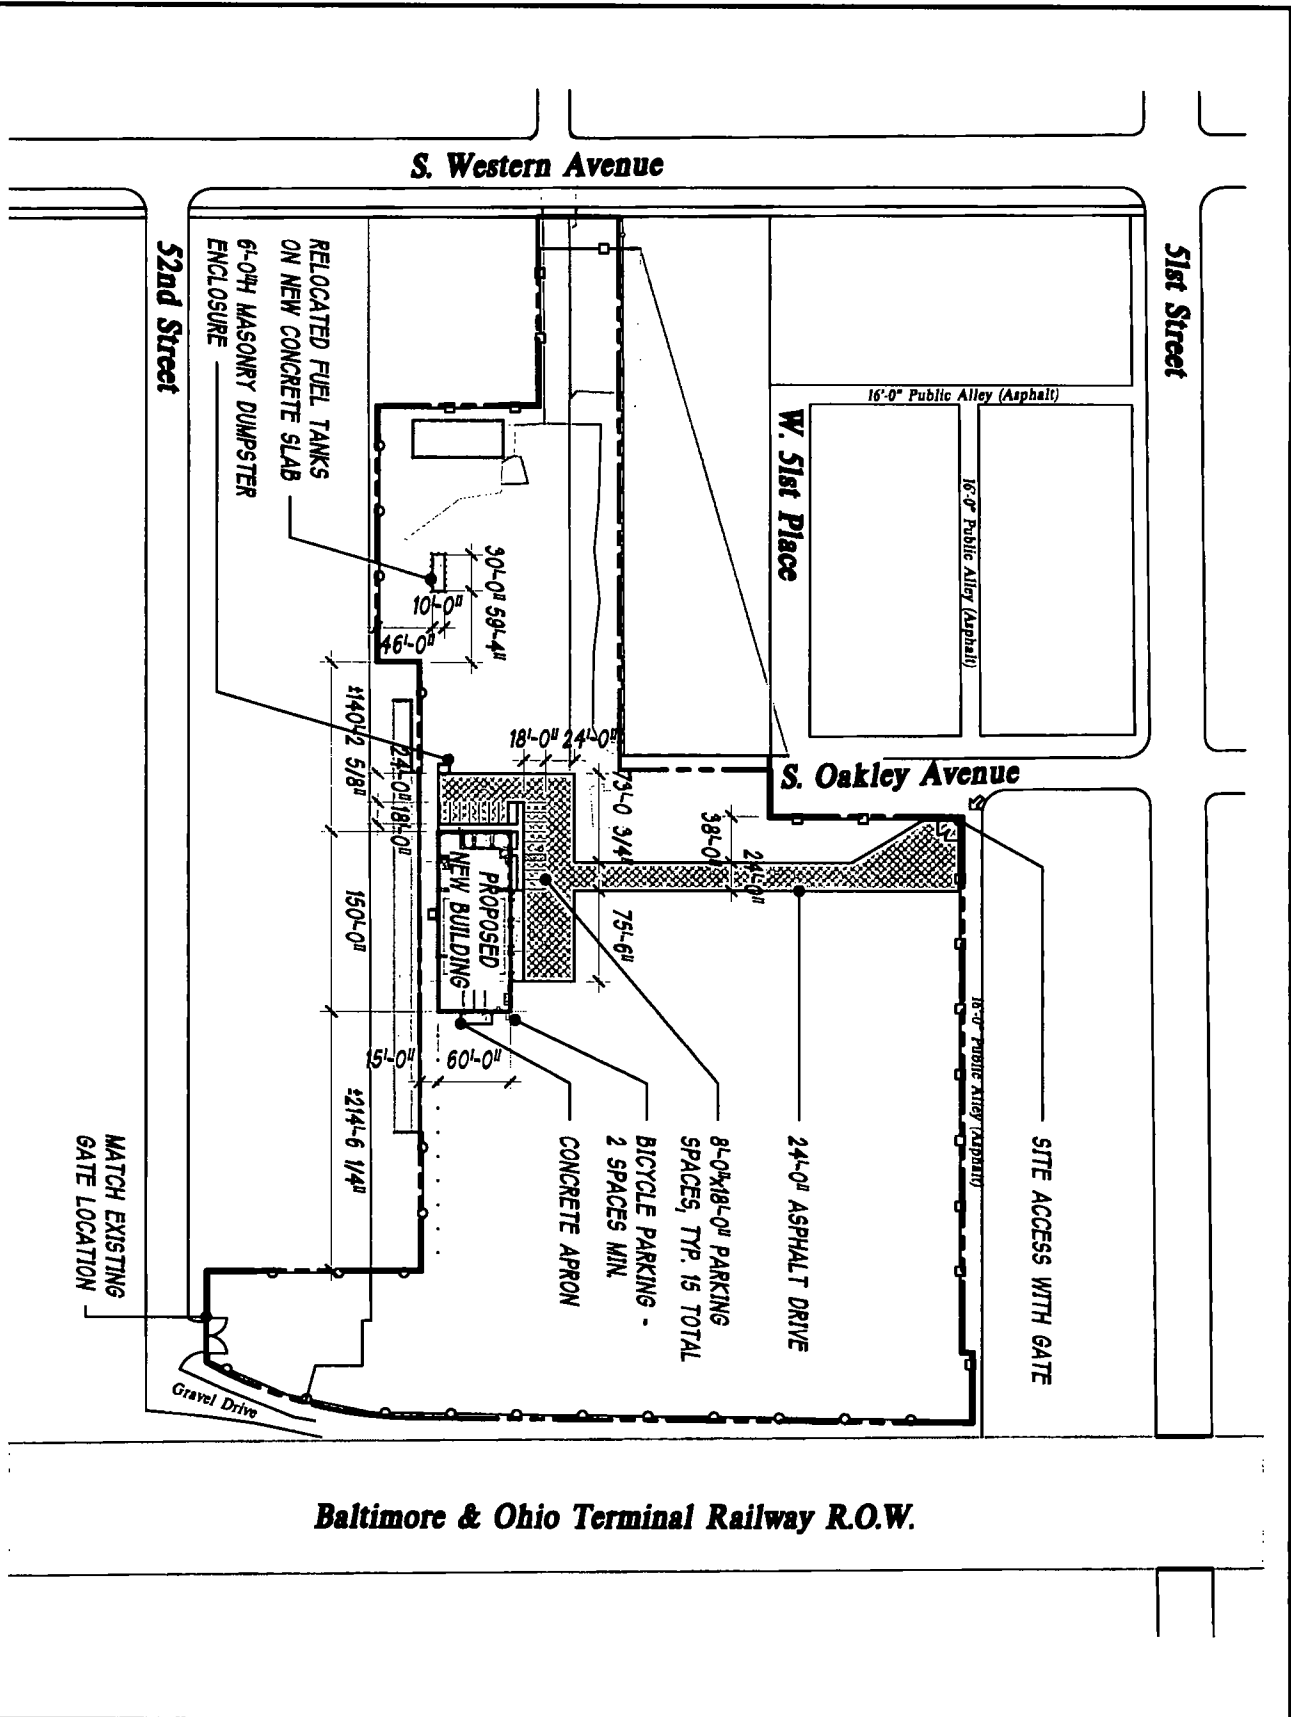 S. Western Avenue
51st Street
52nd Street
RELOCATED FUEL TANKS
ON NEW CONCRETE SLAB
6'-0"H MASONRY DUMPSTER
ENCLOSURE
16'-0" Public Alley (Asphalt)
16'-0" Public Alley (Asphalt)
W. 51st Place
30'-0"
59'-4"
10'-0"
46'-0"
S. Oakley Avenue
±140'-2 5/8"
24'-0"
18'-0"
18'-0"
24'-0"
73'-0 3/4"
38'-0"
24'-0"
75'-6"
PROPOSED
NEW BUILDING
150'-0"
15'-0"
60'-0"
±214'-6 1/4"
16'-0" Public Alley (Asphalt)
SITE ACCESS WITH GATE
24'-0" ASPHALT DRIVE
8'-0"x18'-0" PARKING
SPACES, TYP. 15 TOTAL
BICYCLE PARKING -
2 SPACES MIN.
CONCRETE APRON
MATCH EXISTING
GATE LOCATION
Gravel Drive
Baltimore & Ohio Terminal Railway R.O.W.